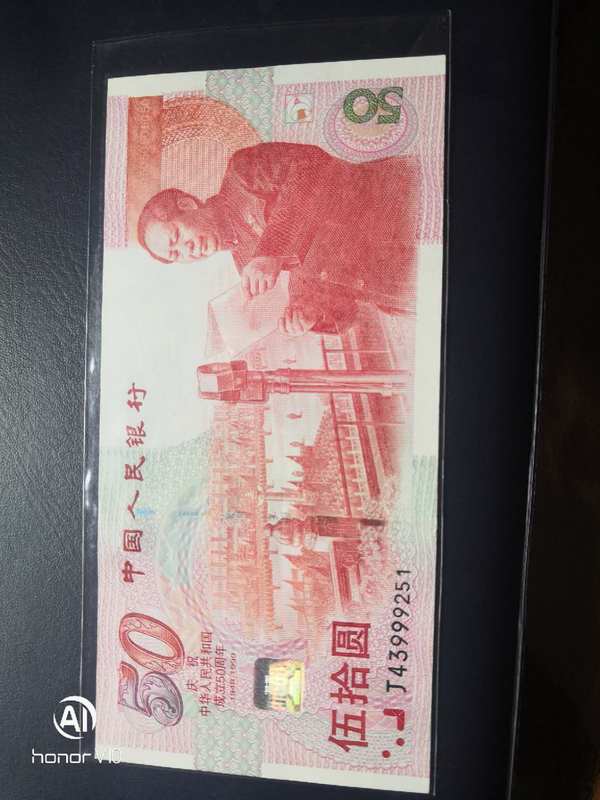 中国人民银行
50
50
庆祝
中华人民共和国
成立50周年
1949-1999
伍拾圆
J43999251
AI
honor V10